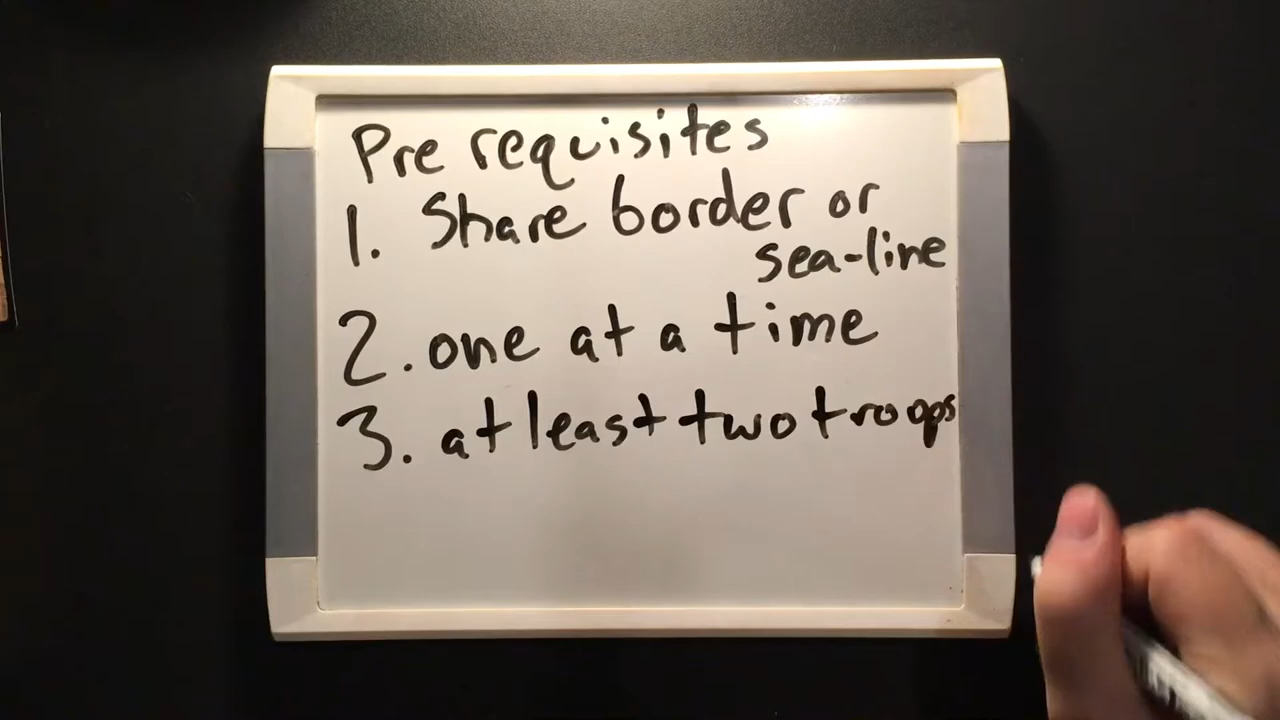 Pre requisites
1. Share border or
sea-line
2. one at a time
3. at least two troops